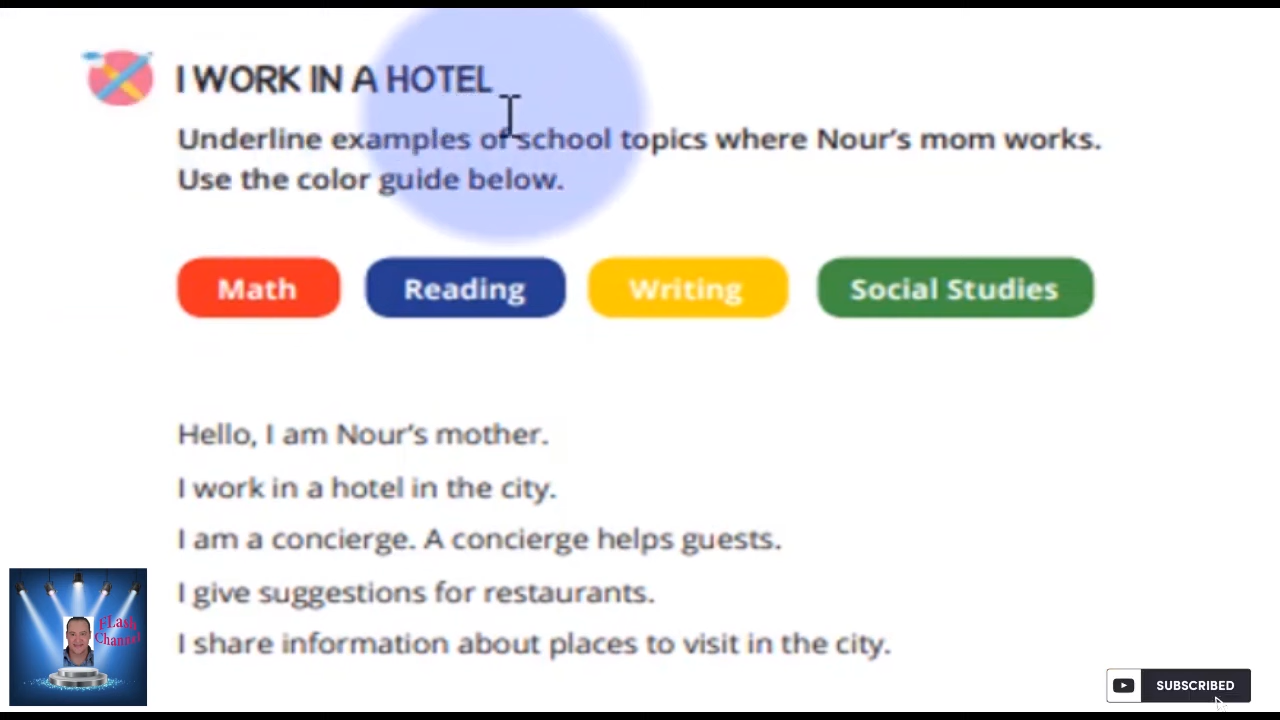 I WORK IN A HOTEL
Underline examples of school topics where Nour's mom works.
Use the color guide below.
Math Reading Writing Social Studies
Hello, I am Nour's mother.
I work in a hotel in the city.
I am a concierge. A concierge helps guests.
I give suggestions for restaurants.
I share information about places to visit in the city.
FLash
Channel
SUBSCRIBED